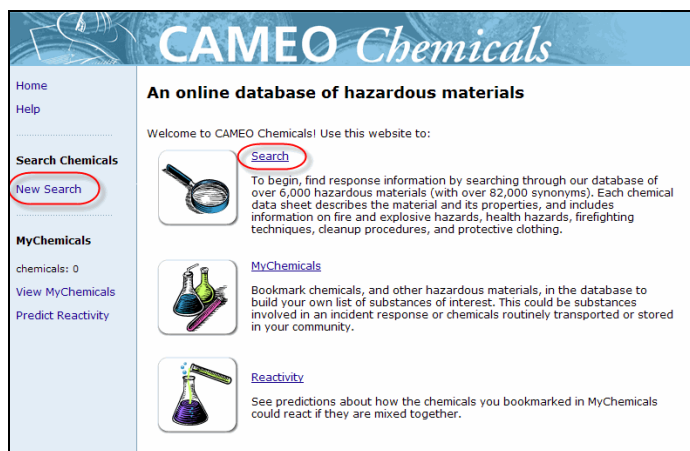 CAMEO Chemicals
Home
Help
Search Chemicals
New Search
MyChemicals
chemicals: 0
View MyChemicals
Predict Reactivity
An online database of hazardous materials
Welcome to CAMEO Chemicals! Use this website to:
Search
To begin, find response information by searching through our database of
over 6,000 hazardous materials (with over 82,000 synonyms). Each chemical
data sheet describes the material and its properties, and includes
information on fire and explosive hazards, health hazards, firefighting
techniques, cleanup procedures, and protective clothing.
MyChemicals
Bookmark chemicals, and other hazardous materials, in the database to
build your own list of substances of interest. This could be substances
involved in an incident response or chemicals routinely transported or stored
in your community.
Reactivity
See predictions about how the chemicals you bookmarked in MyChemicals
could react if they are mixed together.